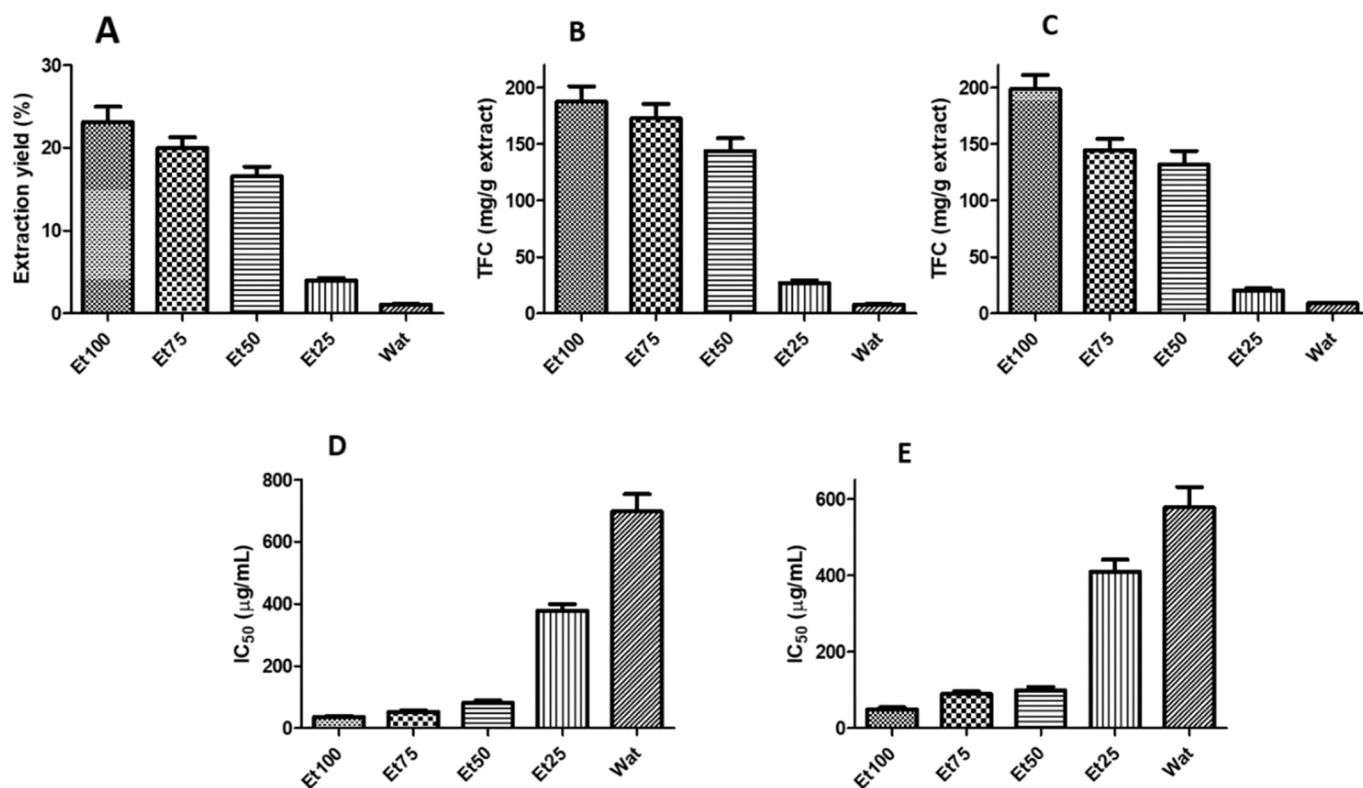 A
Extraction yield (%)
30
20
10
0
Et100 Et75 Et50 Et25 Wat
B
TFC (mg/g extract)
200
150
100
50
0
Et100 Et75 Et50 Et25 Wat
C
TFC (mg/g extract)
200
150
100
50
0
Et100 Et75 Et50 Et25 Wat
D
IC50 (μg/mL)
800
600
400
200
0
Et100 Et75 Et50 Et25 Wat
E
IC50 (μg/mL)
600
400
200
0
Et100 Et75 Et50 Et25 Wat